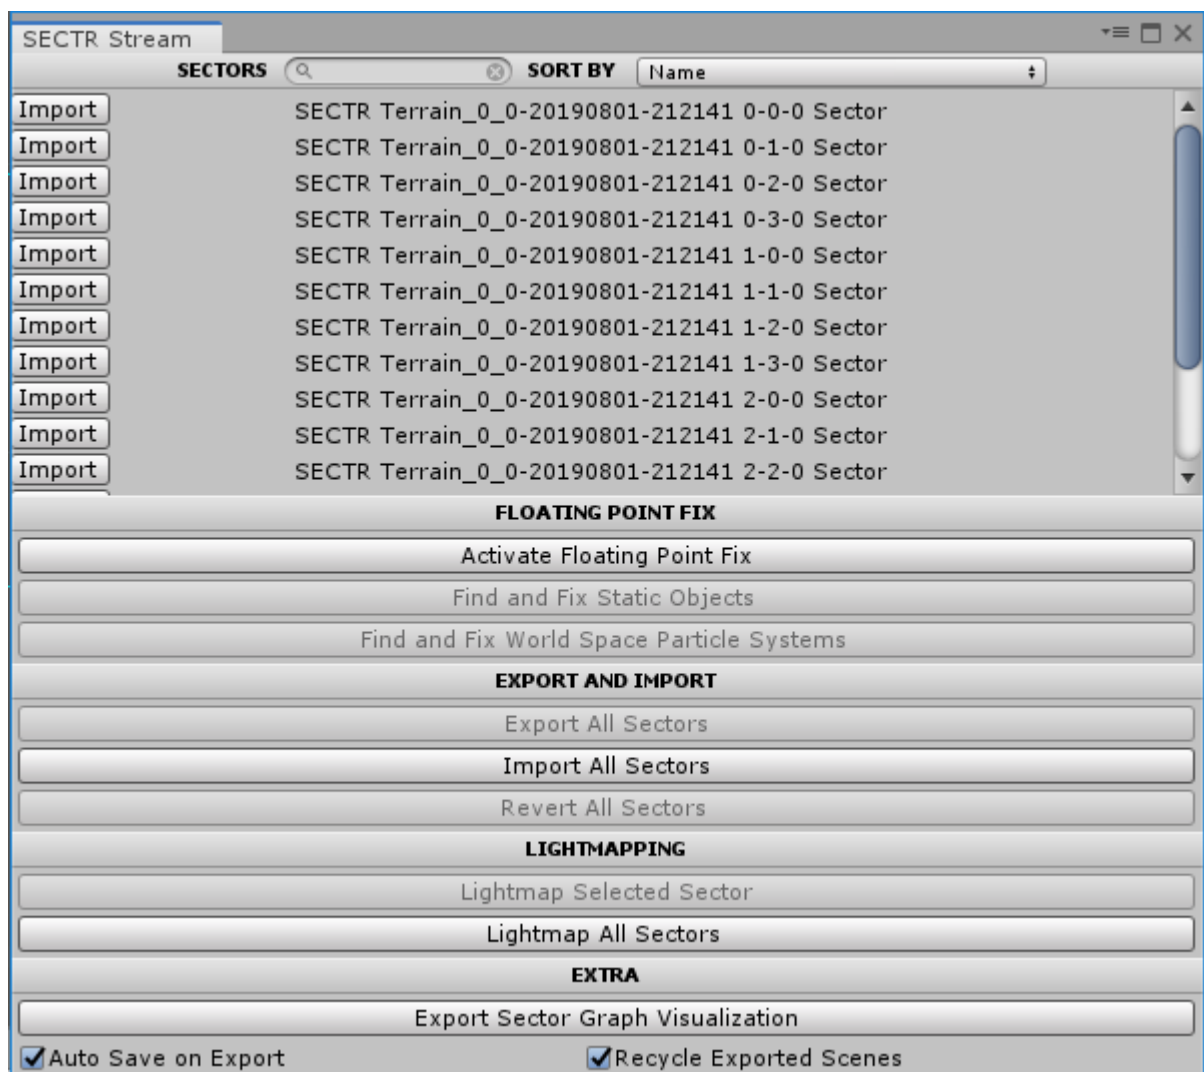 SECTR Stream
SECTORS SORT BY Name
Import SECTR Terrain_0_0-20190801-212141 0-0-0 Sector
Import SECTR Terrain_0_0-20190801-212141 0-1-0 Sector
Import SECTR Terrain_0_0-20190801-212141 0-2-0 Sector
Import SECTR Terrain_0_0-20190801-212141 0-3-0 Sector
Import SECTR Terrain_0_0-20190801-212141 1-0-0 Sector
Import SECTR Terrain_0_0-20190801-212141 1-1-0 Sector
Import SECTR Terrain_0_0-20190801-212141 1-2-0 Sector
Import SECTR Terrain_0_0-20190801-212141 1-3-0 Sector
Import SECTR Terrain_0_0-20190801-212141 2-0-0 Sector
Import SECTR Terrain_0_0-20190801-212141 2-1-0 Sector
Import SECTR Terrain_0_0-20190801-212141 2-2-0 Sector
FLOATING POINT FIX
Activate Floating Point Fix
Find and Fix Static Objects
Find and Fix World Space Particle Systems
EXPORT AND IMPORT
Export All Sectors
Import All Sectors
Revert All Sectors
LIGHTMAPPING
Lightmap Selected Sector
Lightmap All Sectors
EXTRA
Export Sector Graph Visualization
Auto Save on Export Recycle Exported Scenes